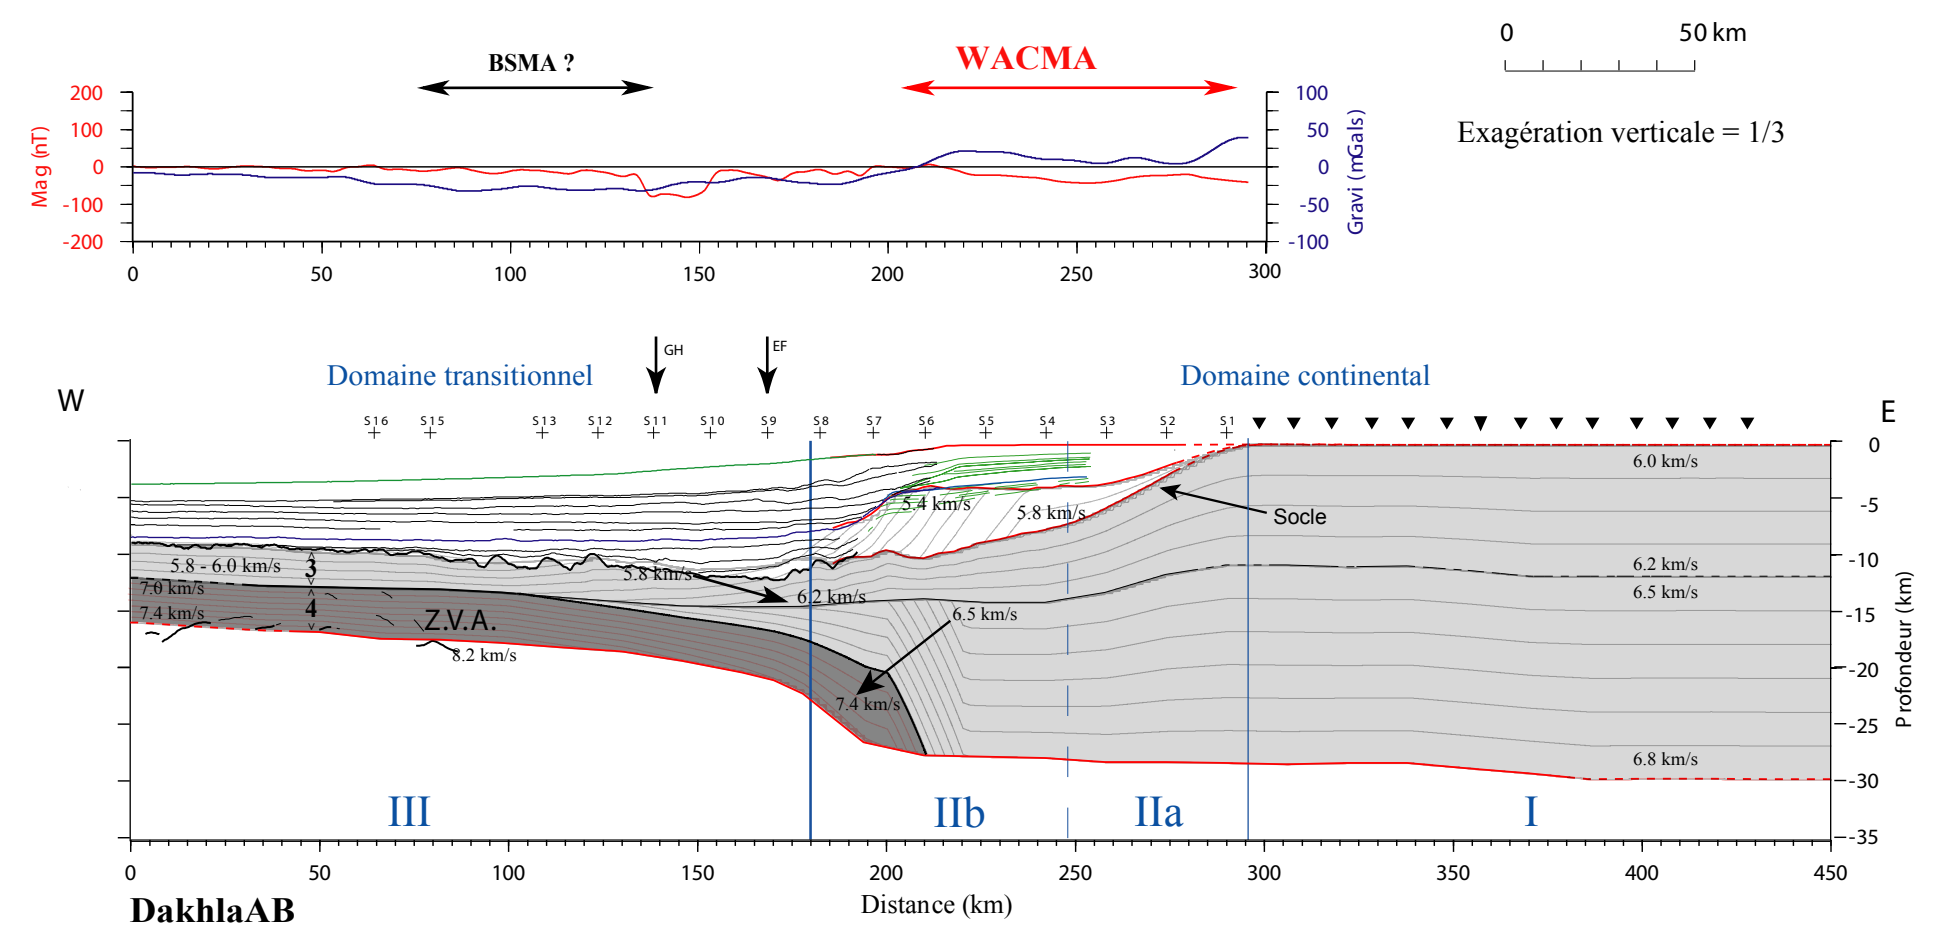 0 50 km
Exagération verticale = 1/3
BSMA ?
WACMA
Mag (nT)
200
100
0
-100
-200
100
50
0
-50
-100
Gravi (mGals)
0 50 100 150 200 250 300
GH
EF
Domaine transitionnel
Domaine continental
W
E
S16 S15 S13 S12 S11 S10 S9 S8 S7 S6 S5 S4 S3 S2 S1
0
-5
-10
-15
-20
-25
-30
-35
Profondeur (km)
6.0 km/s
5.4 km/s
5.8 km/s
Socle
5.8 - 6.0 km/s
3
5.8 km/s
6.2 km/s
6.2 km/s
6.5 km/s
7.0 km/s
7.4 km/s
4
Z.V.A.
6.5 km/s
8.2 km/s
7.4 km/s
6.8 km/s
III
IIb
IIa
I
0 50 100 150 200 250 300 350 400 450
Distance (km)
DakhlaAB